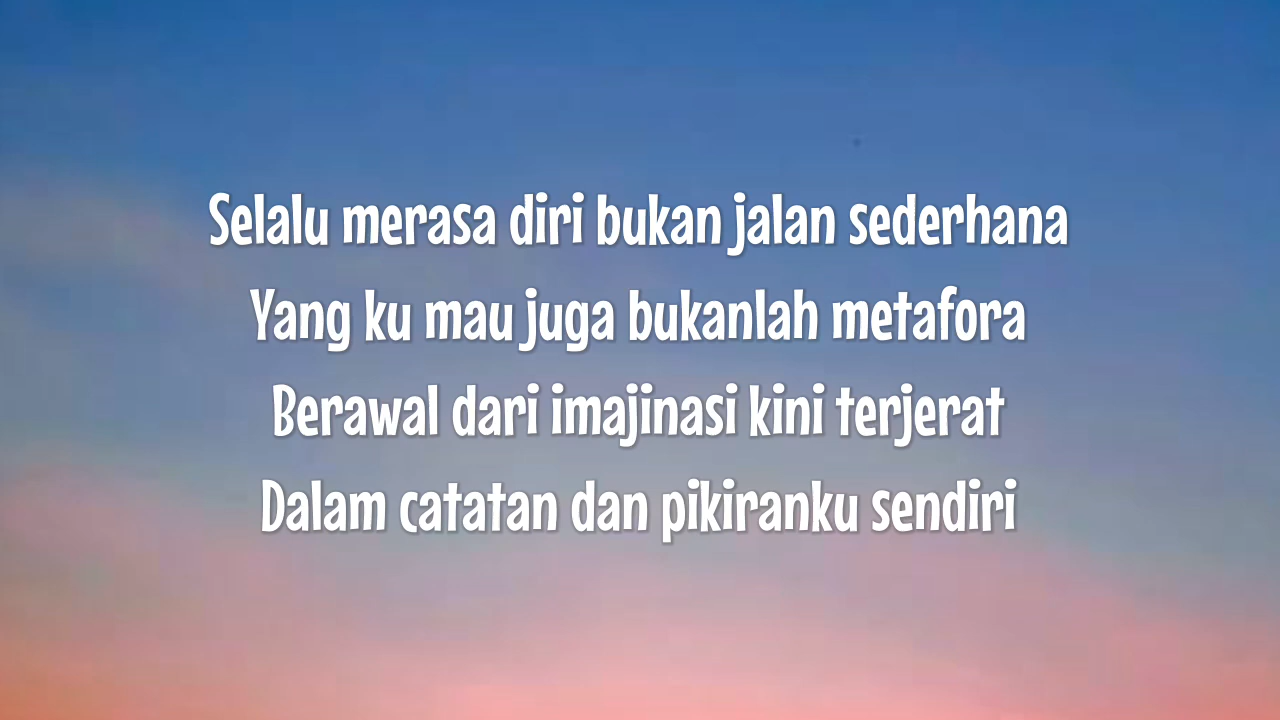 Selalu merasa diri bukan jalan sederhana
Yang ku mau juga bukanlah metafora
Berawal dari imajinasi kini terjerat
Dalam catatan dan pikiranku sendiri